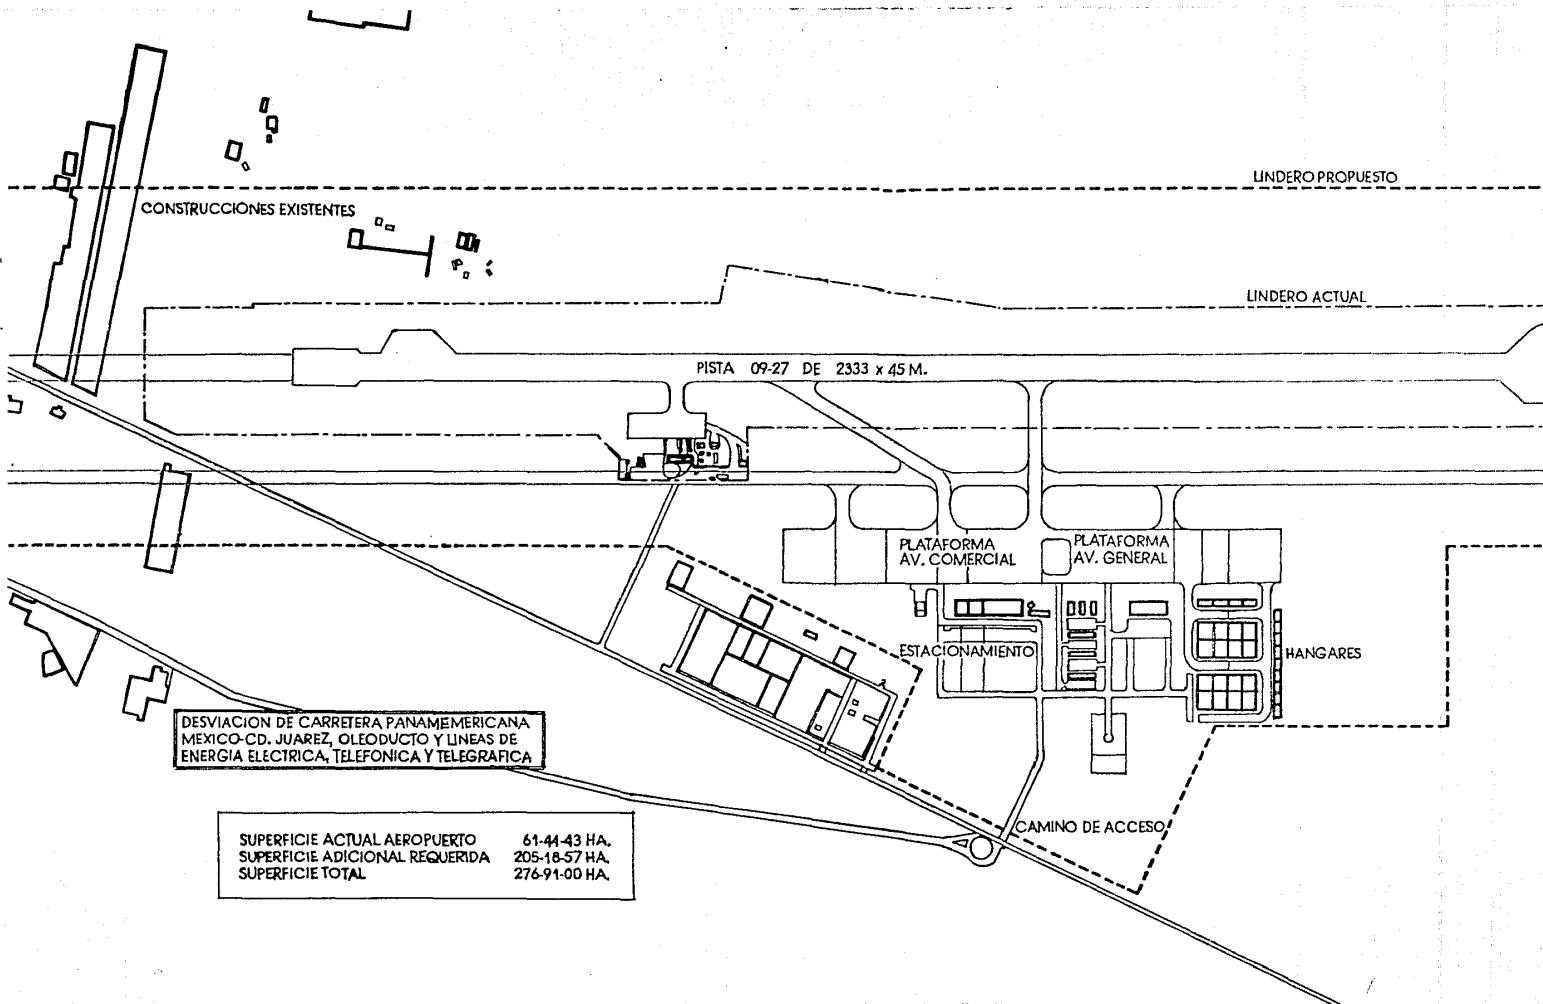 LINDERO PROPUESTO
CONSTRUCCIONES EXISTENTES
LINDERO ACTUAL
PISTA 09-27 DE 2333 x 45 M.
PLATAFORMA
AV. COMERCIAL
PLATAFORMA
AV. GENERAL
ESTACIONAMIENTO
HANGARES
DESVIACION DE CARRETERA PANAMEMERICANA
MEXICO-CD. JUAREZ, OLEODUCTO Y LINEAS DE
ENERGIA ELECTRICA, TELEFONICA Y TELEGRAFICA
CAMINO DE ACCESO
SUPERFICIE ACTUAL AEROPUERTO 61-44-43 HA.
SUPERFICIE ADICIONAL REQUERIDA 205-18-57 HA.
SUPERFICIE TOTAL 276-91-00 HA.